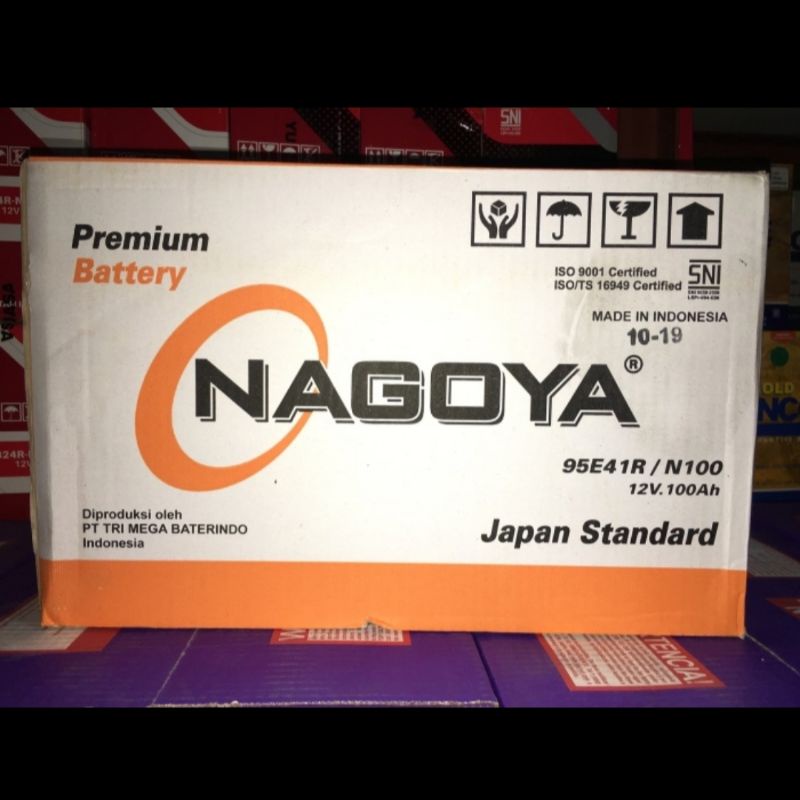 Premium
Battery
ISO 9001 Certified
ISO/TS 16949 Certified
SNI
MADE IN INDONESIA
10-19
NAGOYA®
95E41R / N100
12V.100Ah
Diproduksi oleh
PT TRI MEGA BATERINDO
Indonesia
Japan Standard
SNI